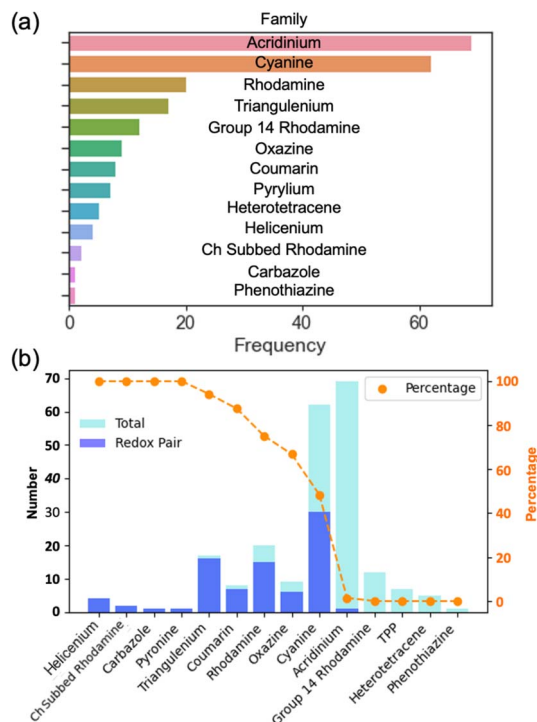 (a)
Family
Acridinium
Cyanine
Rhodamine
Triangulenium
Group 14 Rhodamine
Oxazine
Coumarin
Pyrylium
Heterotetracene
Helicenium
Ch Subbed Rhodamine
Carbazole
Phenothiazine
0 20 40 60
Frequency
(b)
70
60
50
40
30
20
10
0
Number
Total
Redox Pair
Percentage
100
80
60
40
20
0
Percentage
Helicenium
Ch Subbed Rhodamine
Carbazole
Pyronine
Triangulenium
Coumarin
Rhodamine
Oxazine
Cyanine
Acridinium
Group 14 Rhodamine
TPP
Heterotetracene
Phenothiazine